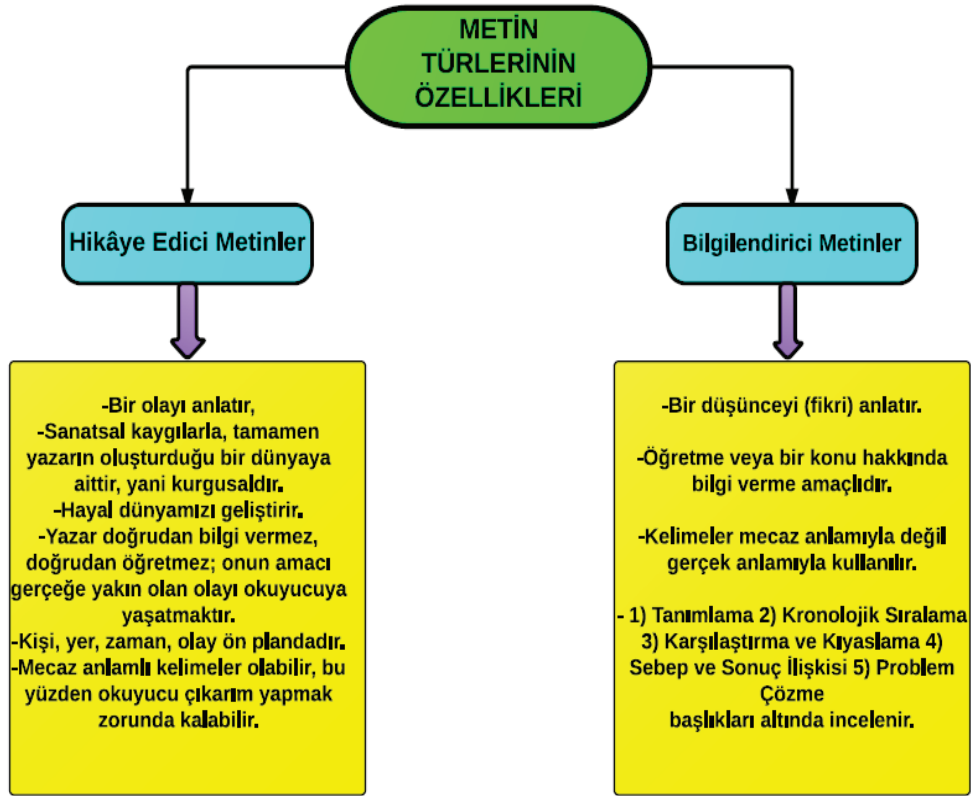 METİN
TÜRLERİNİN
ÖZELLİKLERİ
Hikâye Edici Metinler
Bilgilendirici Metinler
-Bir olayı anlatır,
-Sanatsal kaygılarla, tamamen
yazarın oluşturduğu bir dünyaya
aittir, yani kurgusaldır.
-Hayal dünyamızı geliştirir.
-Yazar doğrudan bilgi vermez,
doğrudan öğretmez; onun amacı
gerçeğe yakın olan olayı okuyucuya
yaşatmaktır.
-Kişi, yer, zaman, olay ön plandadır.
-Mecaz anlamlı kelimeler olabilir, bu
yüzden okuyucu çıkarım yapmak
zorunda kalabilir.
-Bir düşünceyi (fikri) anlatır.
-Öğretme veya bir konu hakkında
bilgi verme amaçlıdır.
-Kelimeler mecaz anlamıyla değil
gerçek anlamıyla kullanılır.
- 1) Tanımlama 2) Kronolojik Sıralama
3) Karşılaştırma ve Kıyaslama 4)
Sebep ve Sonuç İlişkisi 5) Problem
Çözme
başlıkları altında incelenir.